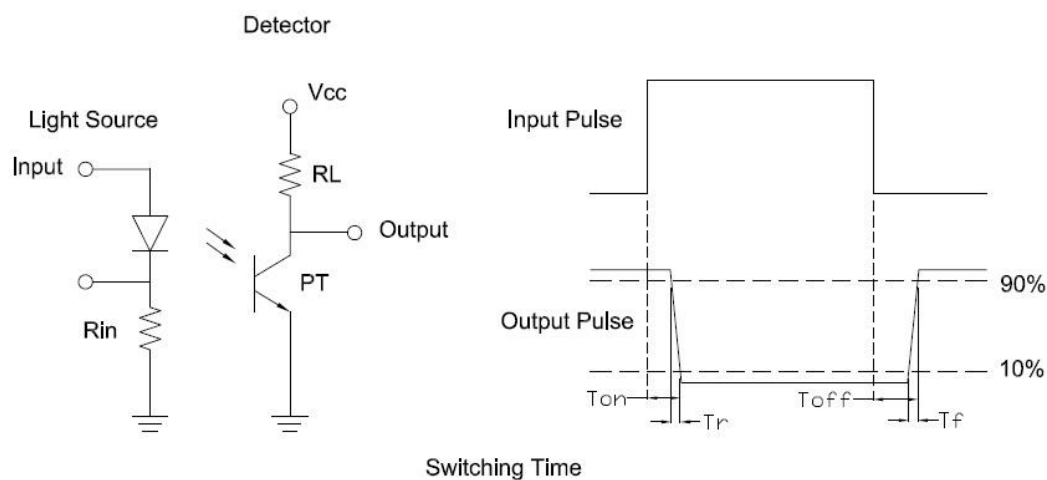 Detector
Vcc
Light Source
Input
RL
Output
PT
Rin
Input Pulse
90%
Output Pulse
10%
Ton
Toff
Tr
Tf
Switching Time